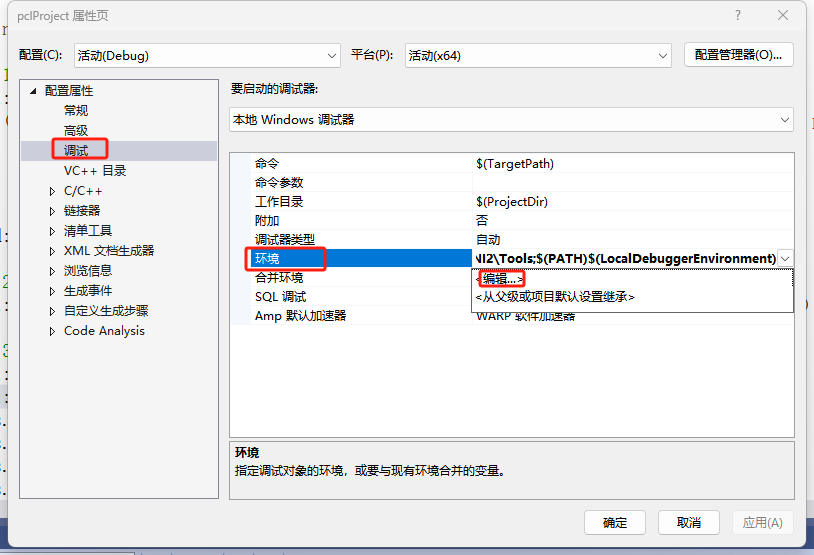 pclProject 属性页
配置(C): 活动(Debug) 平台(P): 活动(x64) 配置管理器(O)...
配置属性
常规
高级
调试
VC++ 目录
C/C++
链接器
清单工具
XML 文档生成器
浏览信息
生成事件
自定义生成步骤
Code Analysis
要启动的调试器:
本地 Windows 调试器
命令 $(TargetPath)
命令参数
工作目录 $(ProjectDir)
附加 否
调试器类型 自动
环境 NI2\Tools;$(PATH)$(LocalDebuggerEnvironment)
合并环境 <编辑...>
SQL 调试 <从父级或项目默认设置继承>
Amp 默认加速器 WARP 软件加速器
环境
指定调试对象的环境，或要与现有环境合并的变量。
确定 取消 应用(A)